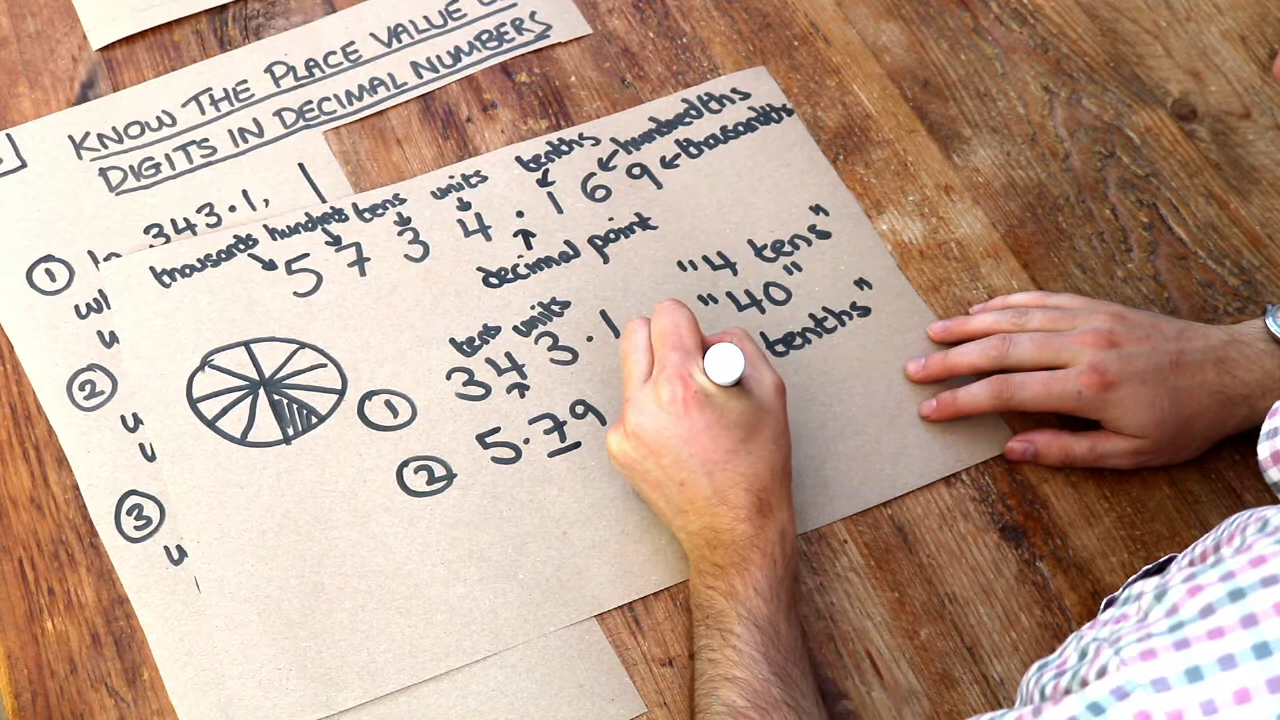 KNOW THE PLACE VALUE
DIGITS IN DECIMAL NUMBERS
① In 343.1, 1
w
②
③
thousands hundreds tens units tenths hundredths
thousandths
5 7 3 4 . 1 6 9
decimal point
tens units
① 343.1 "4 tens"
"40"
② 5.79 tenths"